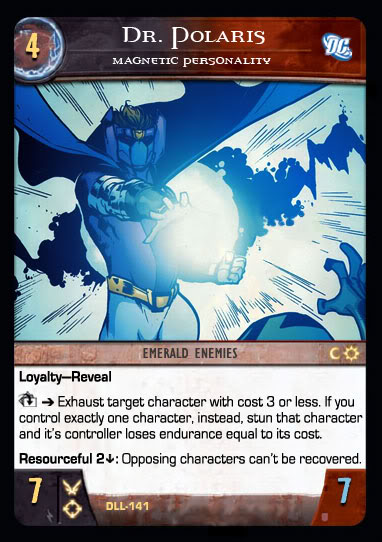 4
Dr. Polaris
DC
MAGNETIC PERSONALITY
EMERALD ENEMIES
C
Loyalty—Reveal
➔ Exhaust target character with cost 3 or less. If you
control exactly one character, instead, stun that character
and it's controller loses endurance equal to its cost.
Resourceful 2↓: Opposing characters can't be recovered.
7
DLL-141
7